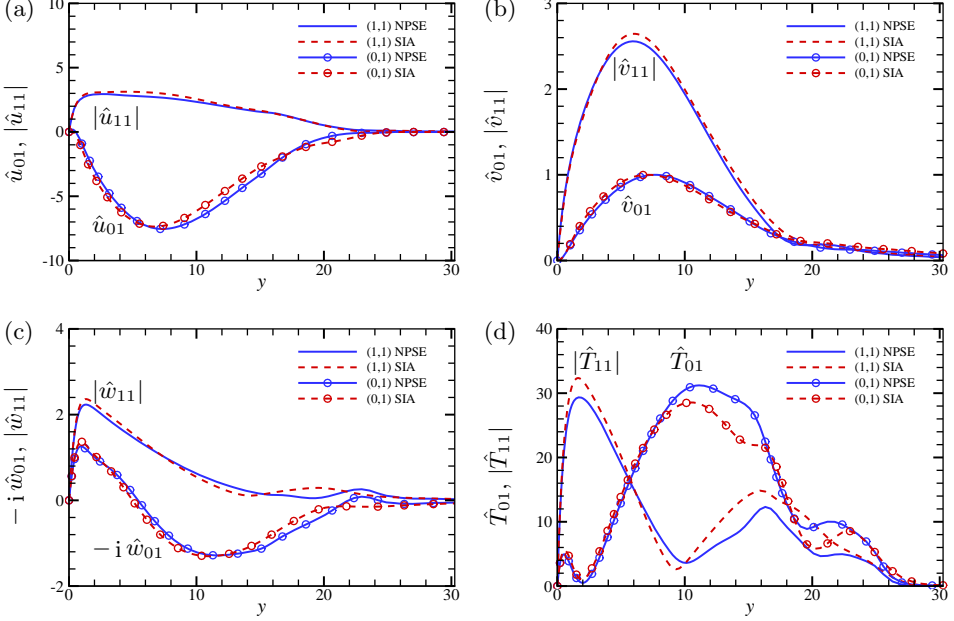 (a)
10
5
0
-5
-10
0
10
20
30
y
û₀₁, |û₁₁|
(1,1) NPSE
(1,1) SIA
(0,1) NPSE
(0,1) SIA
|û₁₁|
û₀₁
(b)
3
2
1
0
0
10
20
30
y
v̂₀₁, |v̂₁₁|
(1,1) NPSE
(1,1) SIA
(0,1) NPSE
(0,1) SIA
|v̂₁₁|
v̂₀₁
(c)
4
2
0
-2
0
10
20
30
y
− i ŵ₀₁, |ŵ₁₁|
(1,1) NPSE
(1,1) SIA
(0,1) NPSE
(0,1) SIA
|ŵ₁₁|
− i ŵ₀₁
(d)
40
30
20
10
0
0
10
20
30
y
T̂₀₁, |T̂₁₁|
(1,1) NPSE
(1,1) SIA
(0,1) NPSE
(0,1) SIA
|T̂₁₁|
T̂₀₁